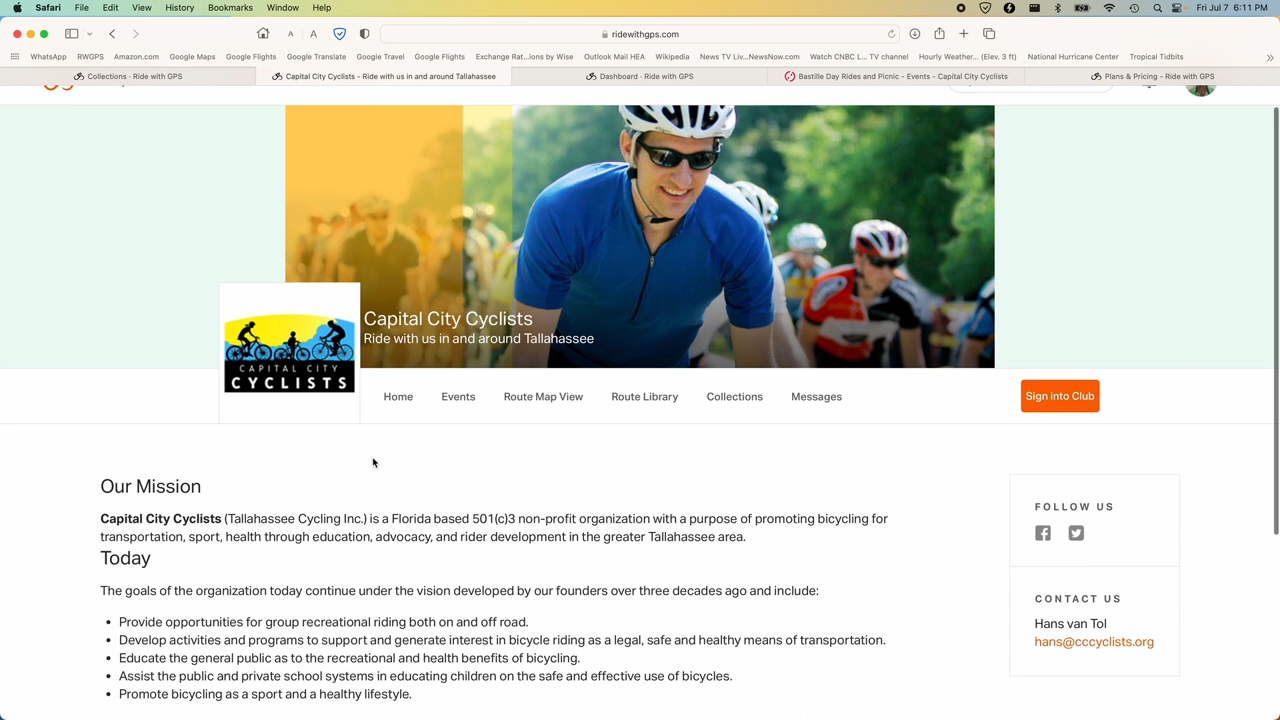 Safari File Edit View History Bookmarks Window Help Fri Jul 7 6:11 PM
A A ridewithgps.com
WhatsApp RWGPS Amazon.com Google Maps Google Flights Google Translate Google Travel Google Flights Exchange Rat...ions by Wise Outlook Mail HEA Wikipedia News TV Liv...NewsNow.com Watch CNBC L... TV channel Hourly Weather... (Elev. 3 ft) National Hurricane Center Tropical Tidbits
Collections · Ride with GPS Capital City Cyclists - Ride with us in and around Tallahassee Dashboard · Ride with GPS Bastille Day Rides and Picnic - Events - Capital City Cyclists Plans & Pricing - Ride with GPS
Capital City Cyclists
Ride with us in and around Tallahassee
CAPITAL CITY
CYCLISTS
Home Events Route Map View Route Library Collections Messages Sign into Club
Our Mission
Capital City Cyclists (Tallahassee Cycling Inc.) is a Florida based 501(c)3 non-profit organization with a purpose of promoting bicycling for
transportation, sport, health through education, advocacy, and rider development in the greater Tallahassee area.
Today
The goals of the organization today continue under the vision developed by our founders over three decades ago and include:
• Provide opportunities for group recreational riding both on and off road.
• Develop activities and programs to support and generate interest in bicycle riding as a legal, safe and healthy means of transportation.
• Educate the general public as to the recreational and health benefits of bicycling.
• Assist the public and private school systems in educating children on the safe and effective use of bicycles.
• Promote bicycling as a sport and a healthy lifestyle.
FOLLOW US
CONTACT US
Hans van Tol
hans@cccyclists.org